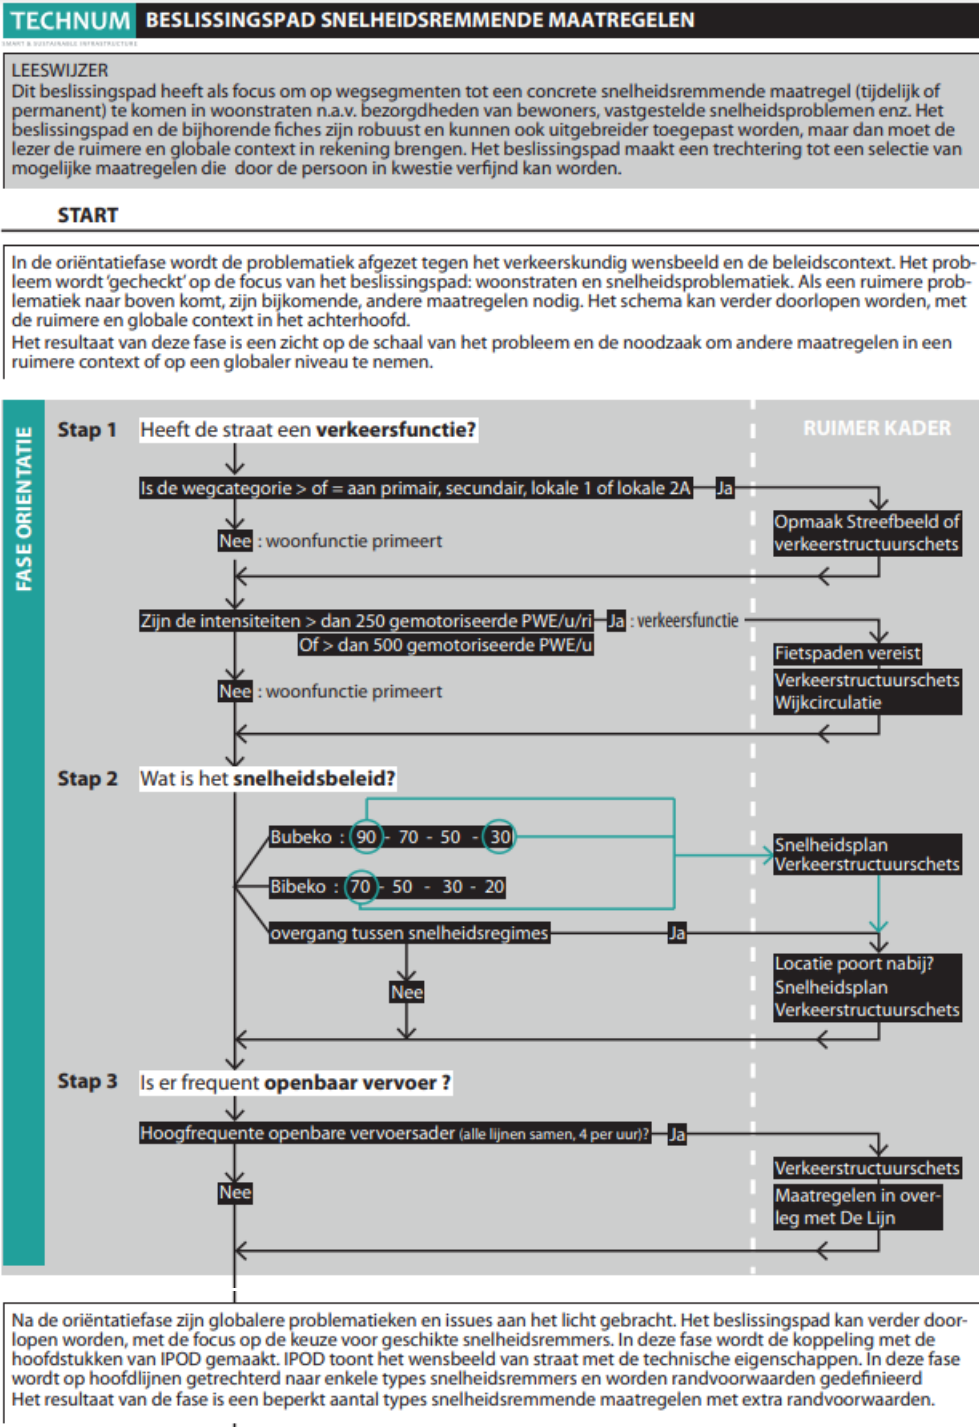 TECHNUM BESLISSINGSPAD SNELHEIDSREMMENDE MAATREGELEN
SMART & SUSTAINABLE INFRASTRUCTURE
LEESWIJZER
Dit beslissingspad heeft als focus om op wegsegmenten tot een concrete snelheidsremmende maatregel (tijdelijk of
permanent) te komen in woonstraten n.a.v. bezorgdheden van bewoners, vastgestelde snelheidsproblemen enz. Het
beslissingspad en de bijhorende fiches zijn robuust en kunnen ook uitgebreider toegepast worden, maar dan moet de
lezer de ruimere en globale context in rekening brengen. Het beslissingspad maakt een trechtering tot een selectie van
mogelijke maatregelen die door de persoon in kwestie verfijnd kan worden.
START
In de oriëntatiefase wordt de problematiek afgezet tegen het verkeerskundig wensbeeld en de beleidscontext. Het prob-
leem wordt 'gecheckt' op de focus van het beslissingspad: woonstraten en snelheidsproblematiek. Als een ruimere prob-
lematiek naar boven komt, zijn bijkomende, andere maatregelen nodig. Het schema kan verder doorlopen worden, met
de ruimere en globale context in het achterhoofd.
Het resultaat van deze fase is een zicht op de schaal van het probleem en de noodzaak om andere maatregelen in een
ruimere context of op een globaler niveau te nemen.
FASE ORIENTATIE
Stap 1 Heeft de straat een verkeersfunctie?
RUIMER KADER
Is de wegcategorie > of = aan primair, secundair, lokale 1 of lokale 2A Ja
Opmaak Streefbeeld of
verkeerstructuurschets
Nee : woonfunctie primeert
Zijn de intensiteiten > dan 250 gemotoriseerde PWE/u/ri Ja : verkeersfunctie
Of > dan 500 gemotoriseerde PWE/u
Fietspaden vereist
Verkeerstructuurschets
Wijkcirculatie
Nee : woonfunctie primeert
Stap 2 Wat is het snelheidsbeleid?
Bubeko : 90 - 70 - 50 - 30
Snelheidsplan
Verkeerstructuurschets
Bibeko : 70 - 50 - 30 - 20
overgang tussen snelheidsregimes Ja
Nee
Locatie poort nabij?
Snelheidsplan
Verkeerstructuurschets
Stap 3 Is er frequent openbaar vervoer ?
Hoogfrequente openbare vervoersader (alle lijnen samen, 4 per uur)? Ja
Verkeerstructuurschets
Maatregelen in over-
leg met De Lijn
Nee
Na de oriëntatiefase zijn globalere problematieken en issues aan het licht gebracht. Het beslissingspad kan verder door-
lopen worden, met de focus op de keuze voor geschikte snelheidsremmers. In deze fase wordt de koppeling met de
hoofdstukken van IPOD gemaakt. IPOD toont het wensbeeld van straat met de technische eigenschappen. In deze fase
wordt op hoofdlijnen getrechterd naar enkele types snelheidsremmers en worden randvoorwaarden gedefinieerd
Het resultaat van de fase is een beperkt aantal types snelheidsremmende maatregelen met extra randvoorwaarden.